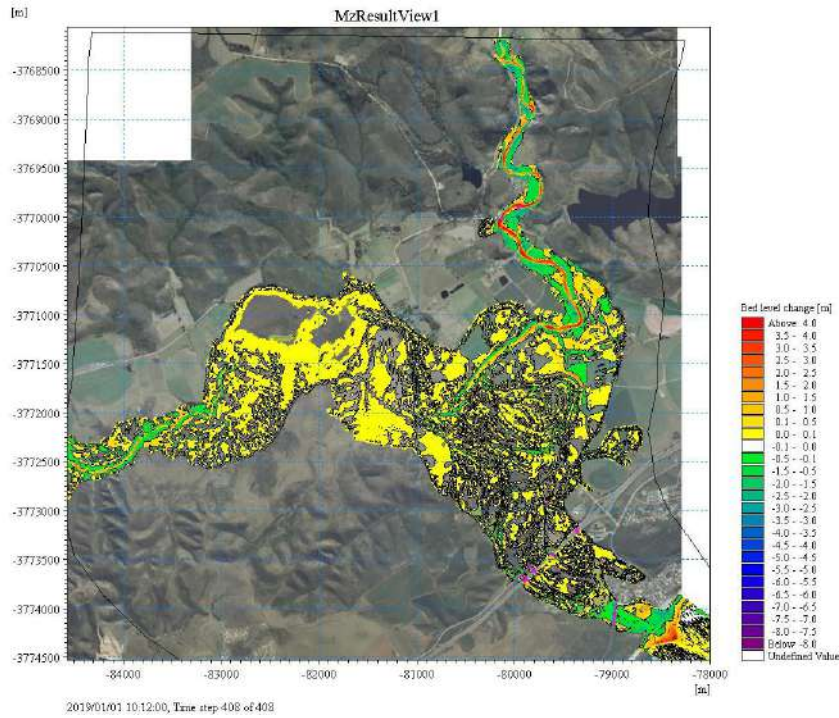 [m]
MzResultView1
-3768500
-3769000
-3769500
-3770000
-3770500
-3771000
-3771500
-3772000
-3772500
-3773000
-3773500
-3774000
-3774500
-84000 -83000 -82000 -81000 -80000 -79000 -78000
[m]
Bed level change [m]
Above 4.0
3.5 - 4.0
3.0 - 3.5
2.5 - 3.0
2.0 - 2.5
1.5 - 2.0
1.0 - 1.5
0.5 - 1.0
0.1 - 0.5
0.0 - 0.1
-0.1 - 0.0
-0.5 - -0.1
-1.0 - -0.5
-1.5 - -1.0
-2.0 - -1.5
-2.5 - -2.0
-3.0 - -2.5
-3.5 - -3.0
-4.0 - -3.5
-4.5 - -4.0
-5.0 - -4.5
-5.5 - -5.0
-6.0 - -5.5
-6.5 - -6.0
-7.0 - -6.5
-7.5 - -7.0
-8.0 - -7.5
Below -8.0
Undefined Value
2019/01/01 10:12:00, Time step 408 of 408